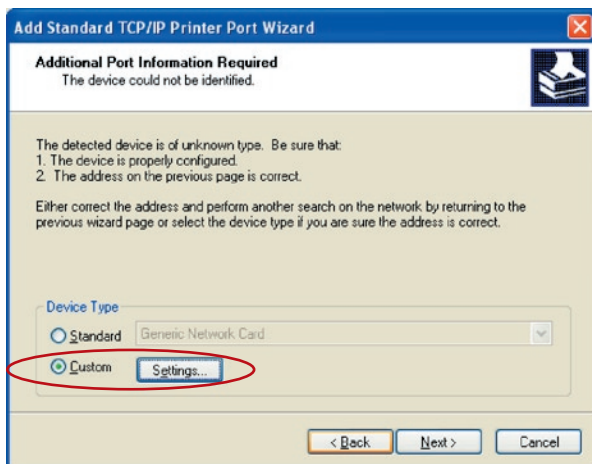 Add Standard TCP/IP Printer Port Wizard
Additional Port Information Required
The device could not be identified.
The detected device is of unknown type. Be sure that:
1. The device is properly configured.
2. The address on the previous page is correct.
Either correct the address and perform another search on the network by returning to the
previous wizard page or select the device type if you are sure the address is correct.
Device Type
Standard Generic Network Card
Custom Settings...
< Back Next > Cancel